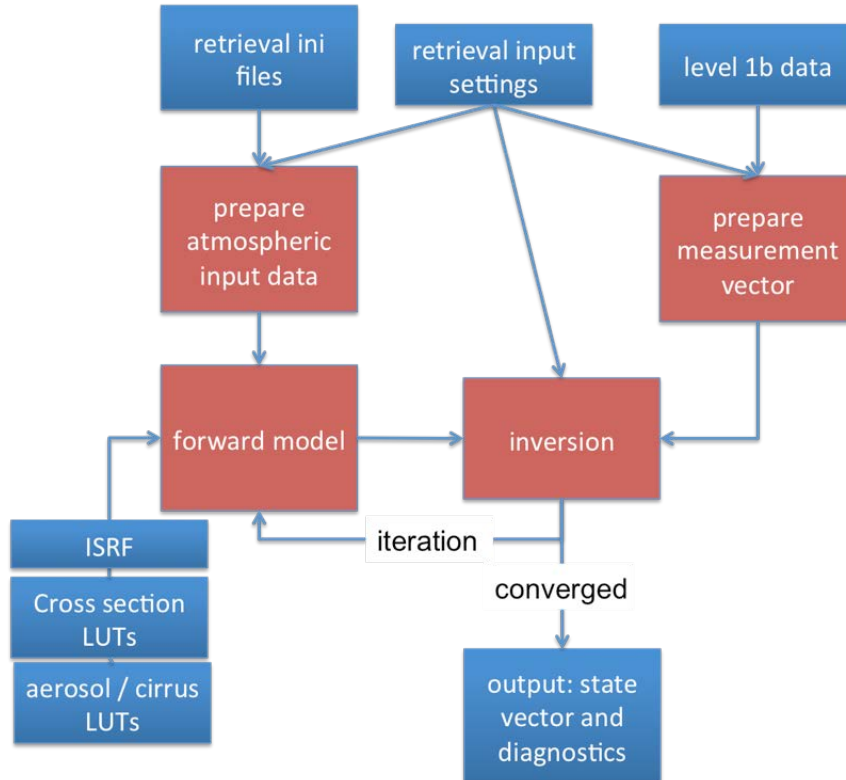 retrieval ini
files
retrieval input
settings
level 1b data
prepare
atmospheric
input data
prepare
measurement
vector
forward model
inversion
iteration
converged
ISRF
Cross section
LUTs
aerosol / cirrus
LUTs
output: state
vector and
diagnostics